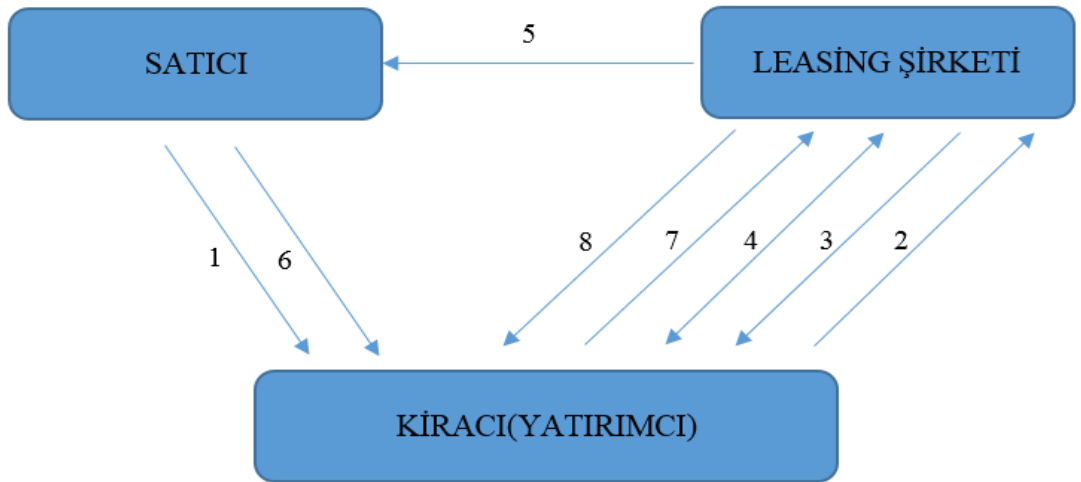 SATICI
5
LEASİNG ŞİRKETİ
1
6
8
7
4
3
2
KİRACI(YATIRIMCI)